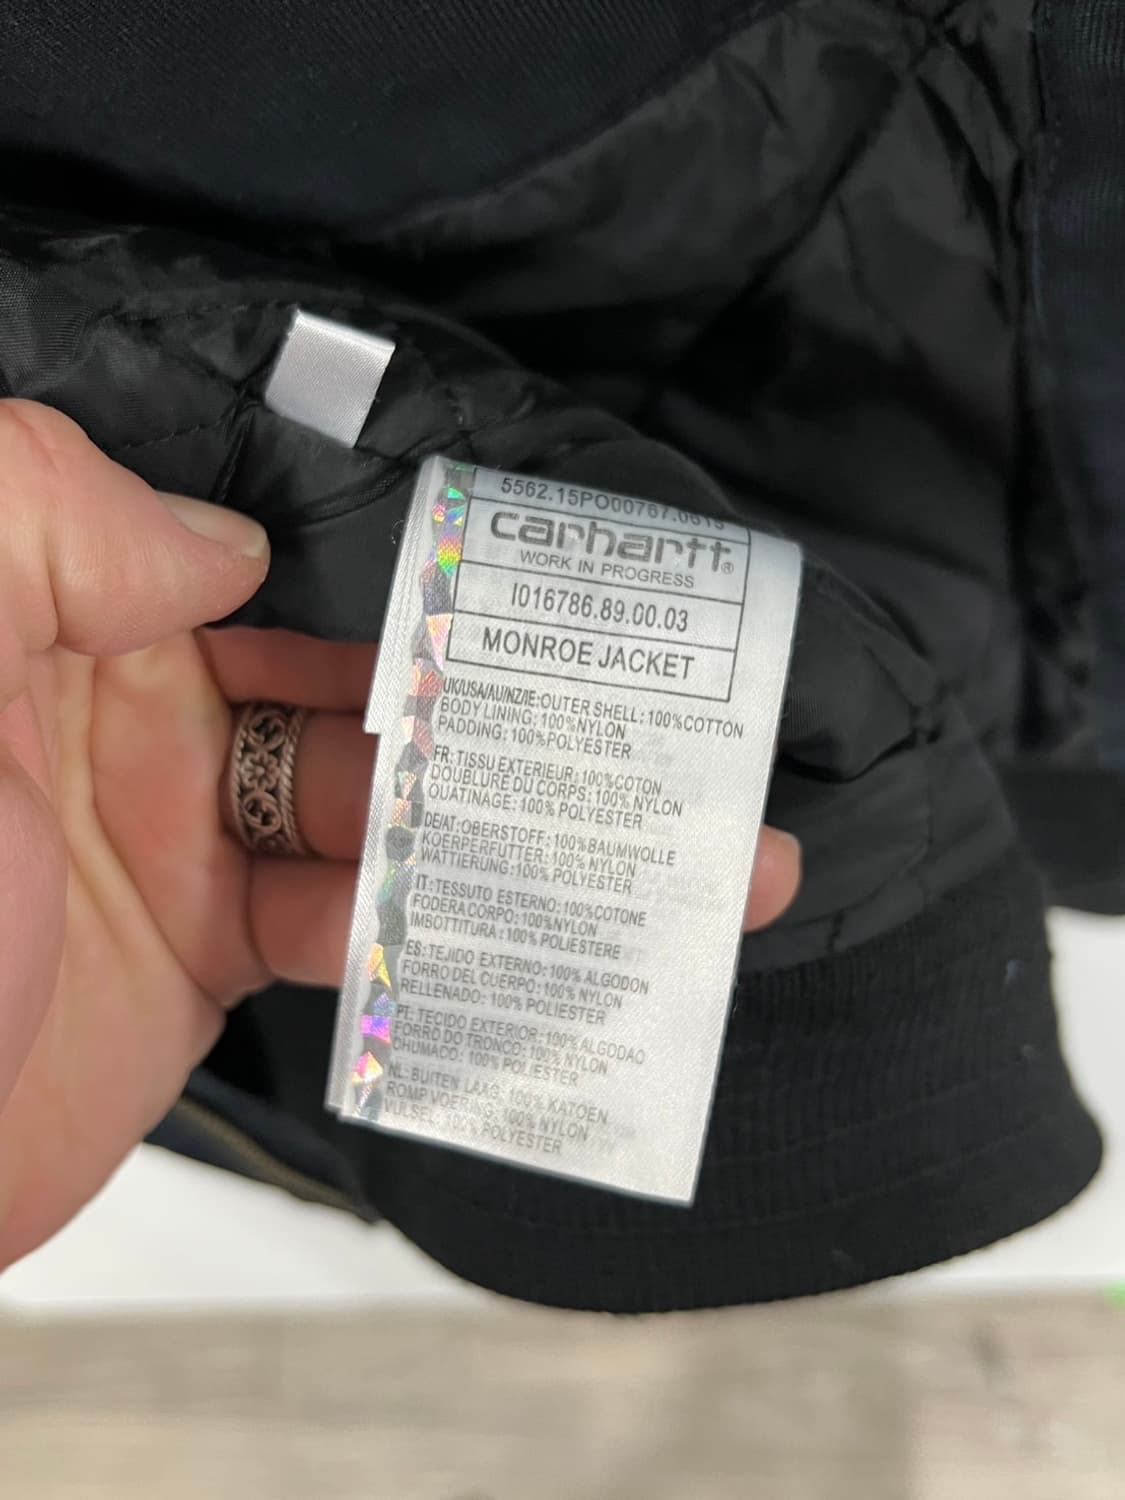 5562.15PO00767.0615
carhartt®
WORK IN PROGRESS
I016786.89.00.03
MONROE JACKET
UK/USA/AU/NZ/IE:OUTER SHELL:100%COTTON
BODY LINING:100%NYLON
PADDING:100%POLYESTER
FR:TISSU EXTERIEUR:100%COTON
DOUBLURE DU CORPS:100% NYLON
OUATINAGE:100% POLYESTER
DE/AT:OBERSTOFF:100%BAUMWOLLE
KOERPERFUTTER:100% NYLON
WATTIERUNG:100% POLYESTER
IT:TESSUTO ESTERNO:100%COTONE
FODERA CORPO:100%NYLON
IMBOTTITURA:100% POLIESTERE
ES:TEJIDO EXTERNO:100% ALGODON
FORRO DEL CUERPO:100% NYLON
RELLENADO:100% POLIESTER
PT:TECIDO EXTERIOR:100% ALGODAO
FORRO DO TRONCO:100% NYLON
CHUMACO:100% POLIESTER
NL:BUITEN LAAG:100% KATOEN
ROMP VOERING:100% NYLON
VULSEL:100% POLYESTER